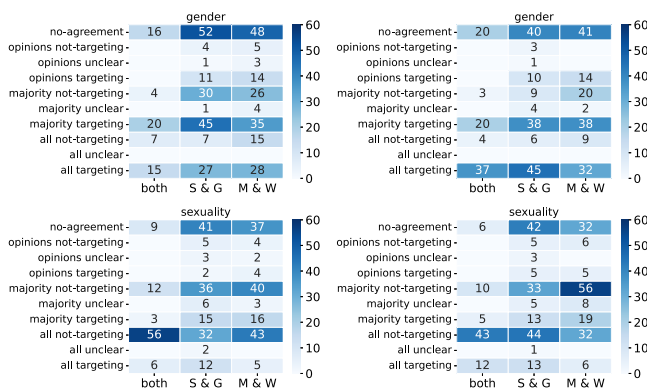 gender
no-agreement 16 52 48
opinions not-targeting 4 5
opinions unclear 1 3
opinions targeting 11 14
majority not-targeting 4 30 26
majority unclear 1 4
majority targeting 20 45 35
all not-targeting 7 7 15
all unclear
all targeting 15 27 28
both S & G M & W
60
50
40
30
20
10
0
gender
no-agreement 20 40 41
opinions not-targeting 3
opinions unclear 1
opinions targeting 10 14
majority not-targeting 3 9 20
majority unclear 4 2
majority targeting 20 38 38
all not-targeting 4 6 9
all unclear
all targeting 37 45 32
both S & G M & W
60
50
40
30
20
10
0
sexuality
no-agreement 9 41 37
opinions not-targeting 5 4
opinions unclear 3 2
opinions targeting 2 4
majority not-targeting 12 36 40
majority unclear 6 3
majority targeting 3 15 16
all not-targeting 56 32 43
all unclear 2
all targeting 6 12 5
both S & G M & W
60
50
40
30
20
10
0
sexuality
no-agreement 6 42 32
opinions not-targeting 5 6
opinions unclear 3
opinions targeting 5 5
majority not-targeting 10 33 56
majority unclear 5 8
majority targeting 5 13 19
all not-targeting 43 44 32
all unclear 1
all targeting 12 13 6
both S & G M & W
60
50
40
30
20
10
0